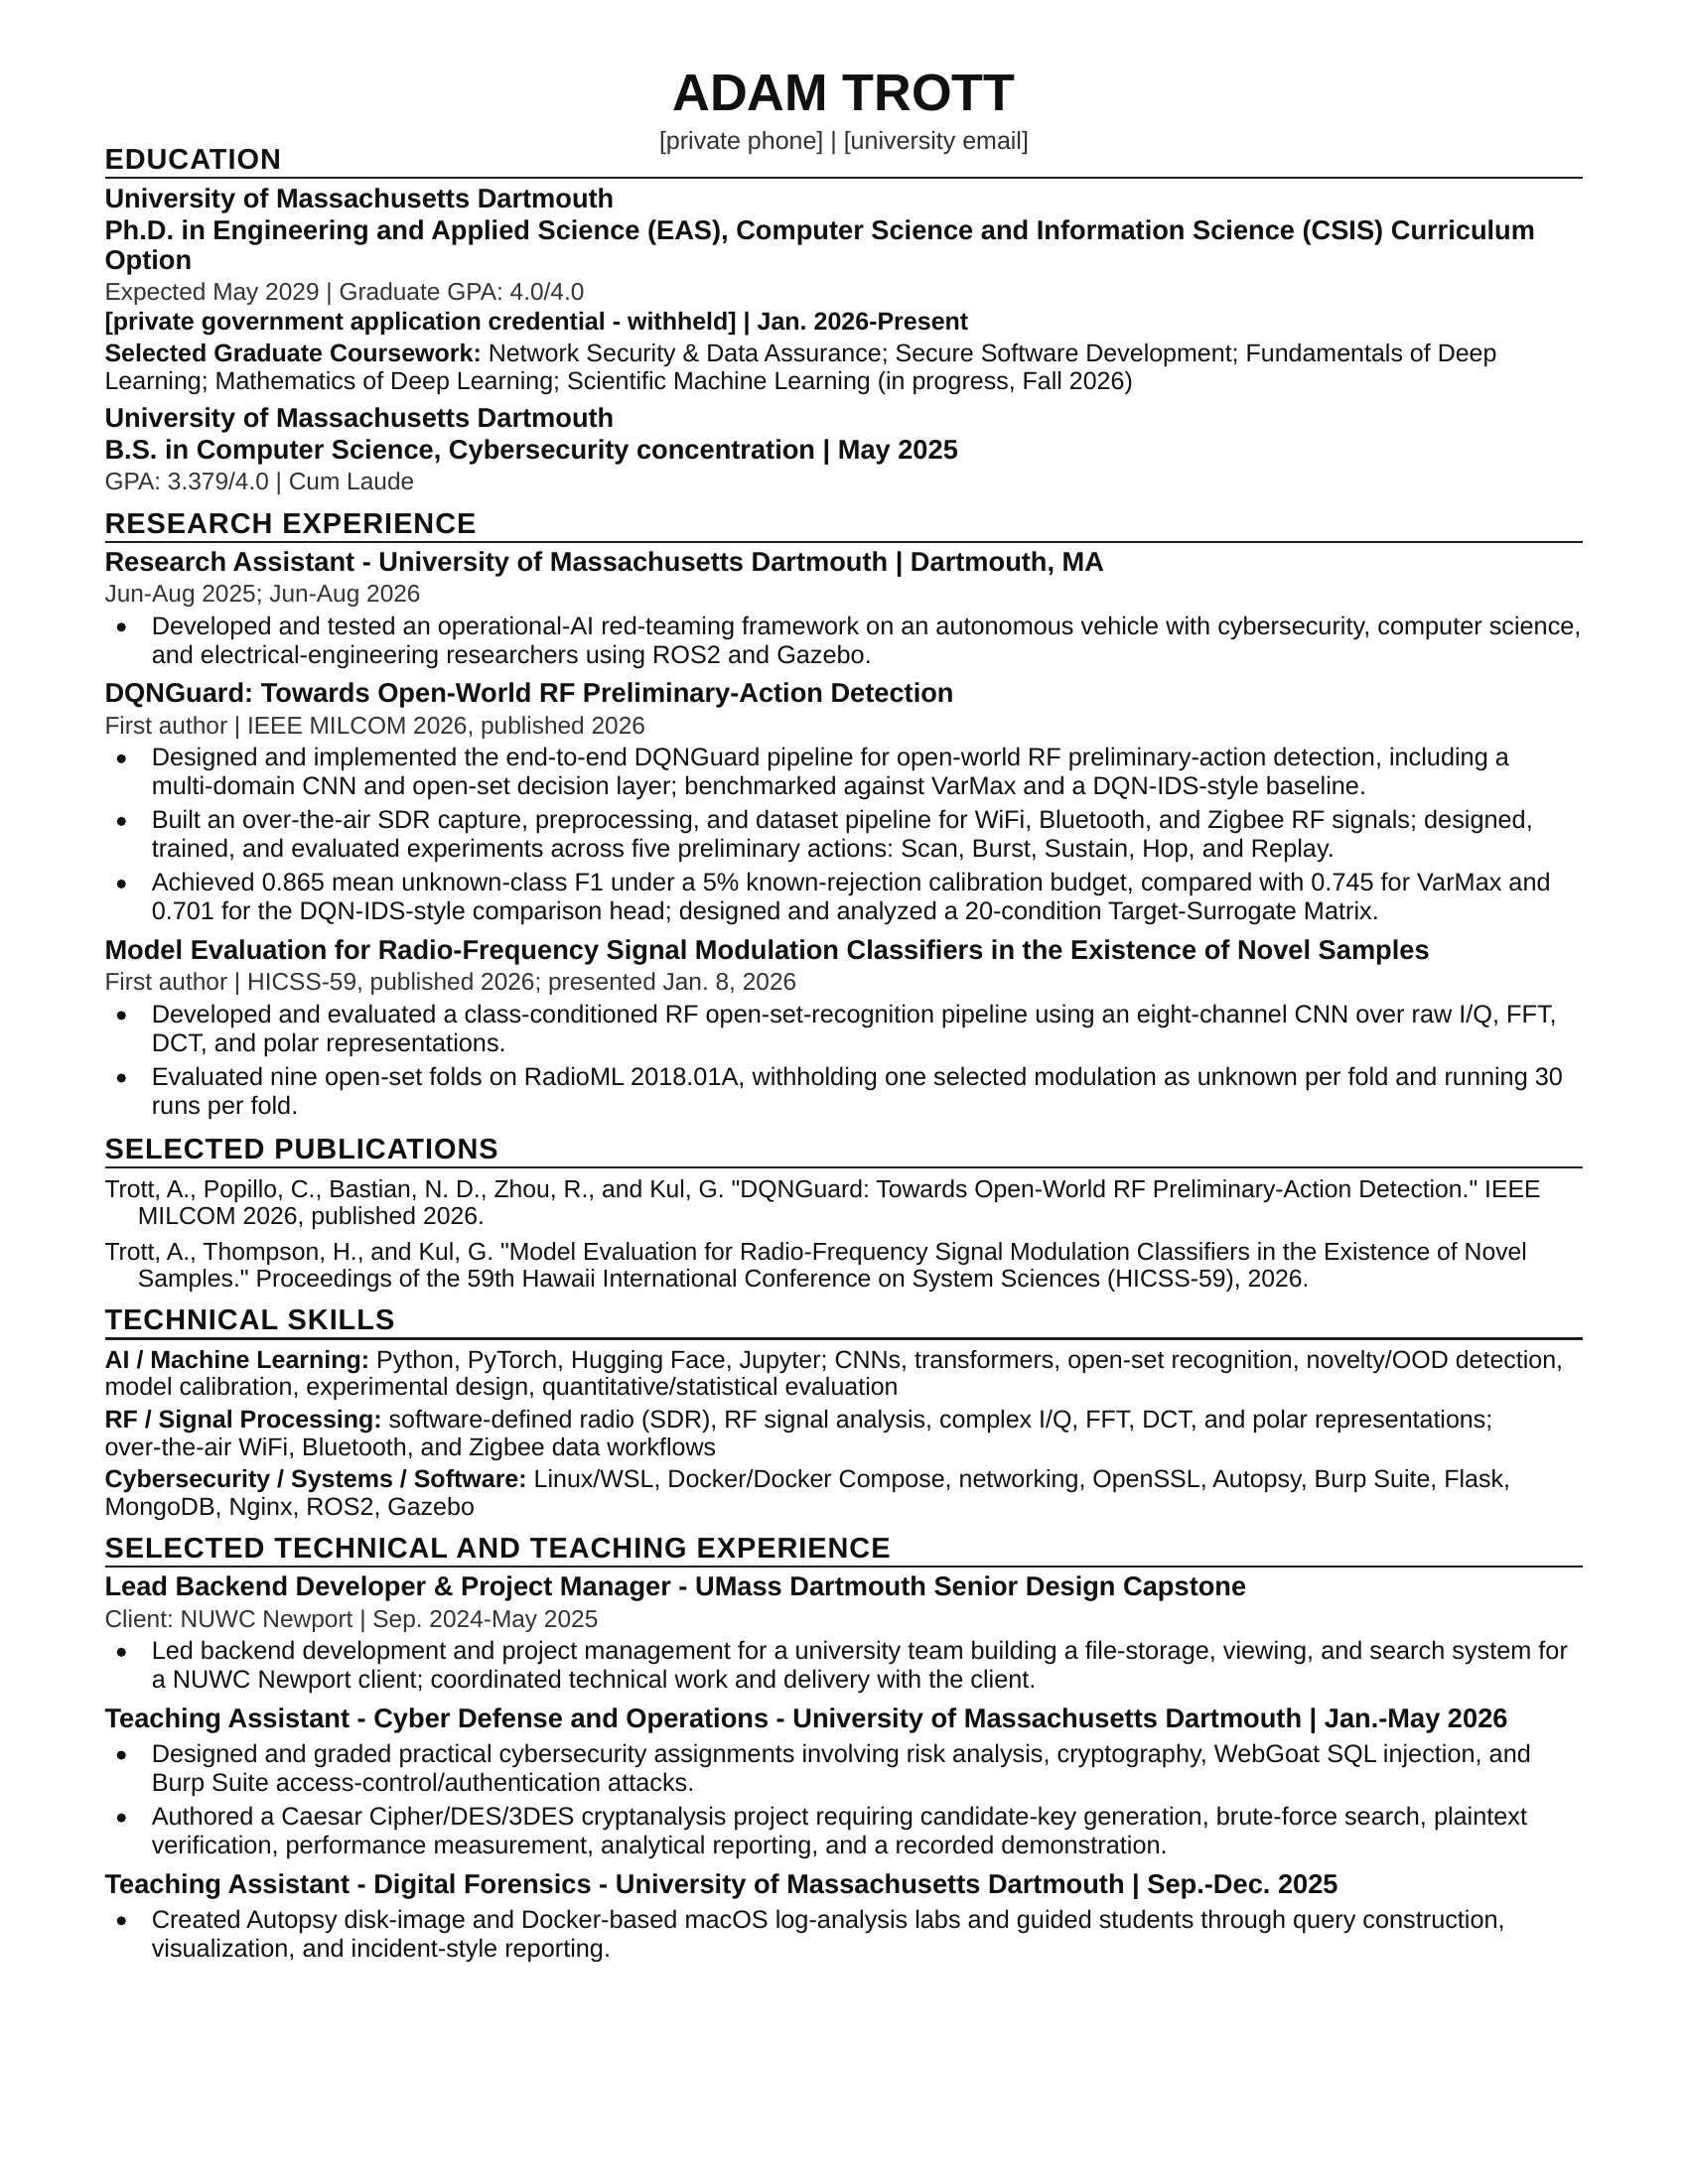 ADAM TROTT
[private phone] | [university email]
EDUCATION
University of Massachusetts Dartmouth
Ph.D. in Engineering and Applied Science (EAS), Computer Science and Information Science (CSIS) Curriculum
Option
Expected May 2029 | Graduate GPA: 4.0/4.0
[private government application credential - withheld] | Jan. 2026-Present
Selected Graduate Coursework: Network Security & Data Assurance; Secure Software Development; Fundamentals of Deep
Learning; Mathematics of Deep Learning; Scientific Machine Learning (in progress, Fall 2026)
University of Massachusetts Dartmouth
B.S. in Computer Science, Cybersecurity concentration | May 2025
GPA: 3.379/4.0 | Cum Laude
RESEARCH EXPERIENCE
Research Assistant - University of Massachusetts Dartmouth | Dartmouth, MA
Jun-Aug 2025; Jun-Aug 2026
• Developed and tested an operational-AI red-teaming framework on an autonomous vehicle with cybersecurity, computer science,
and electrical-engineering researchers using ROS2 and Gazebo.
DQNGuard: Towards Open-World RF Preliminary-Action Detection
First author | IEEE MILCOM 2026, published 2026
• Designed and implemented the end-to-end DQNGuard pipeline for open-world RF preliminary-action detection, including a
multi-domain CNN and open-set decision layer; benchmarked against VarMax and a DQN-IDS-style baseline.
• Built an over-the-air SDR capture, preprocessing, and dataset pipeline for WiFi, Bluetooth, and Zigbee RF signals; designed,
trained, and evaluated experiments across five preliminary actions: Scan, Burst, Sustain, Hop, and Replay.
• Achieved 0.865 mean unknown-class F1 under a 5% known-rejection calibration budget, compared with 0.745 for VarMax and
0.701 for the DQN-IDS-style comparison head; designed and analyzed a 20-condition Target-Surrogate Matrix.
Model Evaluation for Radio-Frequency Signal Modulation Classifiers in the Existence of Novel Samples
First author | HICSS-59, published 2026; presented Jan. 8, 2026
• Developed and evaluated a class-conditioned RF open-set-recognition pipeline using an eight-channel CNN over raw I/Q, FFT,
DCT, and polar representations.
• Evaluated nine open-set folds on RadioML 2018.01A, withholding one selected modulation as unknown per fold and running 30
runs per fold.
SELECTED PUBLICATIONS
Trott, A., Popillo, C., Bastian, N. D., Zhou, R., and Kul, G. "DQNGuard: Towards Open-World RF Preliminary-Action Detection." IEEE
MILCOM 2026, published 2026.
Trott, A., Thompson, H., and Kul, G. "Model Evaluation for Radio-Frequency Signal Modulation Classifiers in the Existence of Novel
Samples." Proceedings of the 59th Hawaii International Conference on System Sciences (HICSS-59), 2026.
TECHNICAL SKILLS
AI / Machine Learning: Python, PyTorch, Hugging Face, Jupyter; CNNs, transformers, open-set recognition, novelty/OOD detection,
model calibration, experimental design, quantitative/statistical evaluation
RF / Signal Processing: software-defined radio (SDR), RF signal analysis, complex I/Q, FFT, DCT, and polar representations;
over-the-air WiFi, Bluetooth, and Zigbee data workflows
Cybersecurity / Systems / Software: Linux/WSL, Docker/Docker Compose, networking, OpenSSL, Autopsy, Burp Suite, Flask,
MongoDB, Nginx, ROS2, Gazebo
SELECTED TECHNICAL AND TEACHING EXPERIENCE
Lead Backend Developer & Project Manager - UMass Dartmouth Senior Design Capstone
Client: NUWC Newport | Sep. 2024-May 2025
• Led backend development and project management for a university team building a file-storage, viewing, and search system for
a NUWC Newport client; coordinated technical work and delivery with the client.
Teaching Assistant - Cyber Defense and Operations - University of Massachusetts Dartmouth | Jan.-May 2026
• Designed and graded practical cybersecurity assignments involving risk analysis, cryptography, WebGoat SQL injection, and
Burp Suite access-control/authentication attacks.
• Authored a Caesar Cipher/DES/3DES cryptanalysis project requiring candidate-key generation, brute-force search, plaintext
verification, performance measurement, analytical reporting, and a recorded demonstration.
Teaching Assistant - Digital Forensics - University of Massachusetts Dartmouth | Sep.-Dec. 2025
• Created Autopsy disk-image and Docker-based macOS log-analysis labs and guided students through query construction,
visualization, and incident-style reporting.